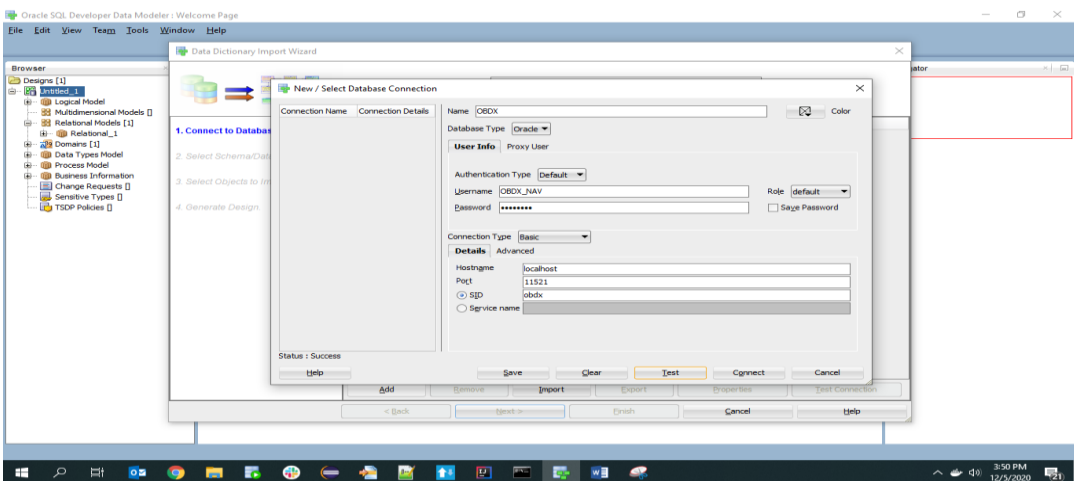 Oracle SQL Developer Data Modeler : Welcome Page
File Edit View Team Tools Window Help
Data Dictionary Import Wizard
Browser
Designs [1]
Untitled_1
Logical Model
Multidimensional Models []
Relational Models [1]
Relational_1
Domains [1]
Data Types Model
Process Model
Business Information
Change Requests []
Sensitive Types []
TSDP Policies []
1. Connect to Databas
2. Select Schema/Dat
3. Select Objects to Im
4. Generate Design
New / Select Database Connection
Connection Name Connection Details
Name OBDX Color
Database Type Oracle
User Info Proxy User
Authentication Type Default
Username OBDX_NAV Role default
Password •••••••• Save Password
Connection Type Basic
Details Advanced
Hostname localhost
Port 11521
SID obdx
Service name
Status : Success
Help Save Clear Test Connect Cancel
Add Remove Import Export Properties Test Connection
< Back Next > Finish Cancel Help
ator
3:50 PM
12/5/2020